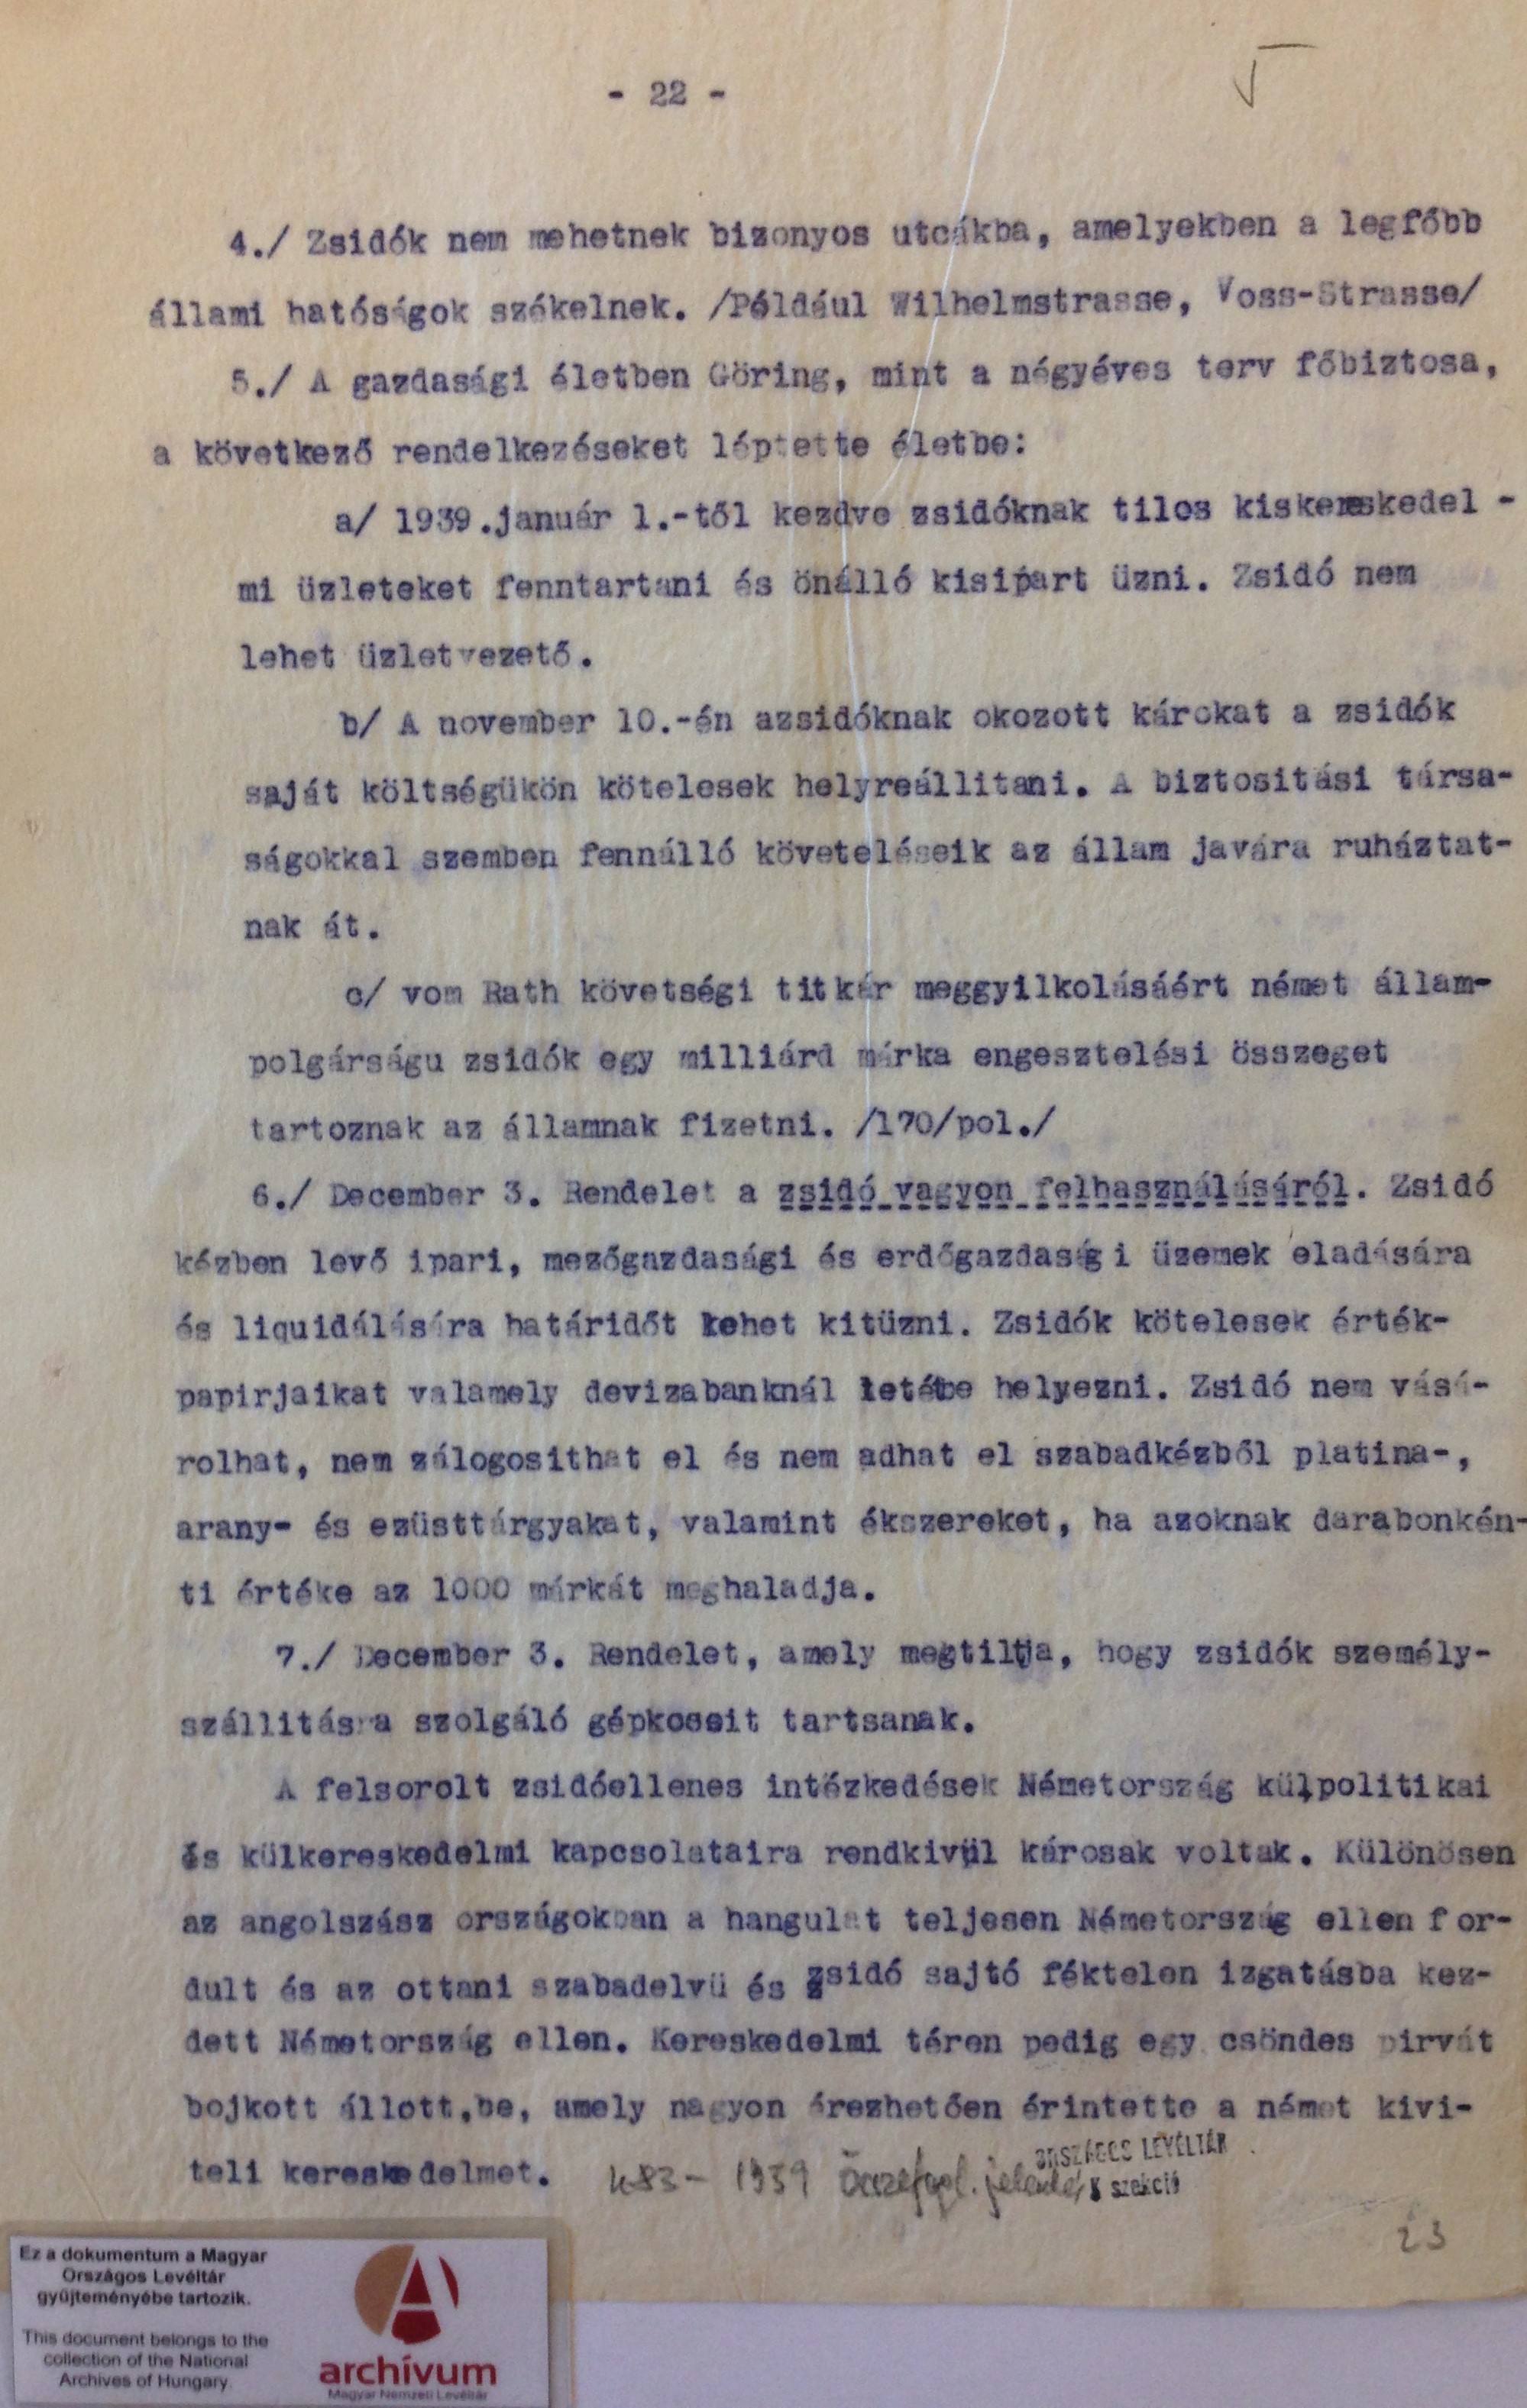 - 22 -
4./ Zsidók nem mehetnek bizonyos utcákba, amelyekben a legfőbb
állami hatóságok székelnek. /Például Wilhelmstrasse, Voss-Strasse/
5./ A gazdasági életben Göring, mint a négyéves terv főbiztosa,
a következő rendelkezéseket léptette életbe:
a/ 1939.január 1.-től kezdve zsidóknak tilos kiskereskedel -
mi üzleteket fenntartani és önálló kisipart üzni. Zsidó nem
lehet üzletvezető.
b/ A november 10.-én azsidóknak okozott károkat a zsidók
saját költségükön kötelesek helyreállitani. A biztositási társa-
ságokkal szemben fennálló követeléseik az állam javára ruháztat-
nak át.
c/ vom Rath követségi titkár meggyilkolásáért német állam-
polgárságu zsidók egy milliárd márka engesztelési összeget
tartoznak az államnak fizetni. /170/pol./
6./ December 3. Rendelet a zsidó vagyon felhasználásáról. Zsidó
kézben levő ipari, mezőgazdasági és erdőgazdasági üzemek eladására
és liquidálására határidőt lehet kitüzni. Zsidók kötelesek érték-
papirjaikat valamely devizabanknál letétbe helyezni. Zsidó nem vásá-
rolhat, nem zálogosithat el és nem adhat el szabadkézből platina-,
arany- és ezüsttárgyakat, valamint ékszereket, ha azoknak darabonkén-
ti értéke az 1000 márkát meghaladja.
7./ December 3. Rendelet, amely megtiltja, hogy zsidók személy-
szállitásra szolgáló gépkocsit tartsanak.
A felsorolt zsidóellenes intézkedések Németország külpolitikai
és külkereskedelmi kapcsolataira rendkivül károsak voltak. Különösen
az angolszász országokban a hangulat teljesen Németország ellen for-
dult és az ottani szabadelvü és zsidó sajtó féktelen izgatásba kez-
dett Németország ellen. Kereskedelmi téren pedig egy csöndes pirvát
bojkott állott.be, amely nagyon érezhetően érintette a német kivi-
teli kereskedelmet.
K83 - 1939 Összefogl. jelentés
ORSZÁGOS LEVÉLTÁR
K szekció
23
Ez a dokumentum a Magyar
Országos Levéltár
gyűjteményébe tartozik.
This document belongs to the
collection of the National
Archives of Hungary.
archívum
Magyar Nemzeti Levéltár